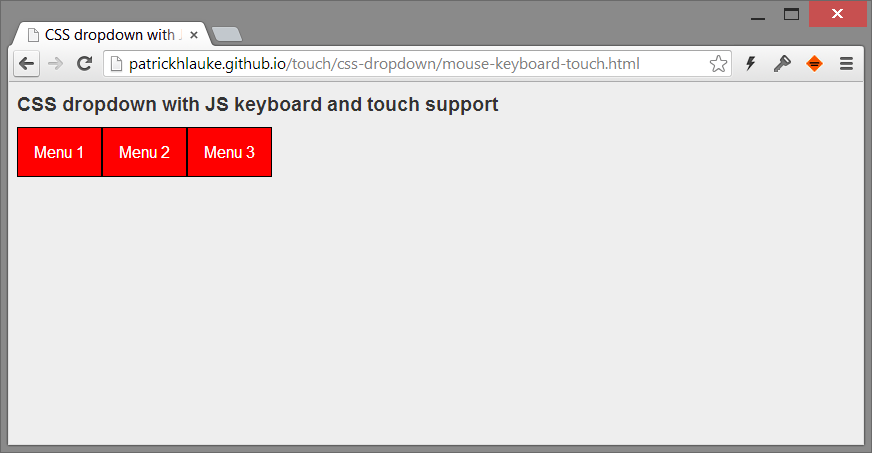 CSS dropdown with J
patrickhlauke.github.io/touch/css-dropdown/mouse-keyboard-touch.html
CSS dropdown with JS keyboard and touch support
Menu 1 Menu 2 Menu 3